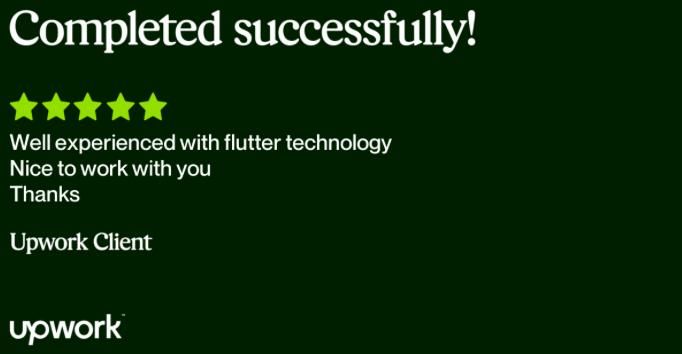 Completed successfully!
Well experienced with flutter technology
Nice to work with you
Thanks
Upwork Client
upwork